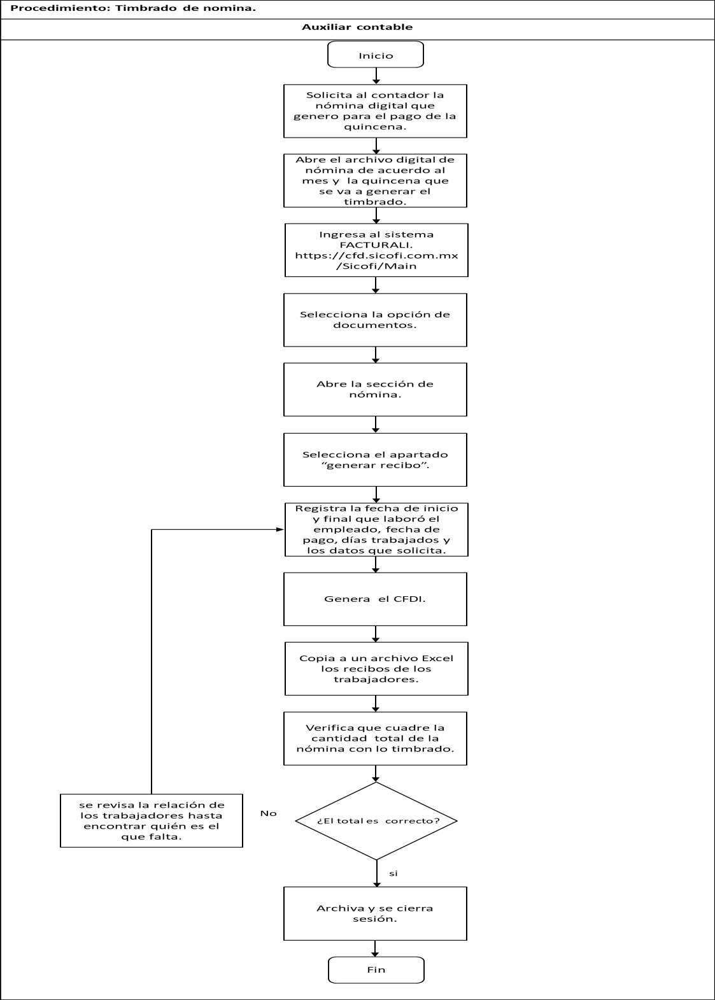 Procedimiento: Timbrado de nomina.
Auxiliar contable
Inicio
Solicita al contador la
nómina digital que
genero para el pago de la
quincena.
Abre el archivo digital de
nómina de acuerdo al
mes y la quincena que
se va a generar el
timbrado.
Ingresa al sistema
FACTURALI.
https://cfd.sicofi.com.mx
/Sicofi/Main
Selecciona la opción de
documentos.
Abre la sección de
nómina.
Selecciona el apartado
“generar recibo”.
Registra la fecha de inicio
y final que laboró el
empleado, fecha de
pago, días trabajados y
los datos que solicita.
Genera el CFDI.
Copia a un archivo Excel
los recibos de los
trabajadores.
Verifica que cuadre la
cantidad total de la
nómina con lo timbrado.
¿El total es correcto?
No
se revisa la relación de
los trabajadores hasta
encontrar quién es el
que falta.
si
Archiva y se cierra
sesión.
Fin